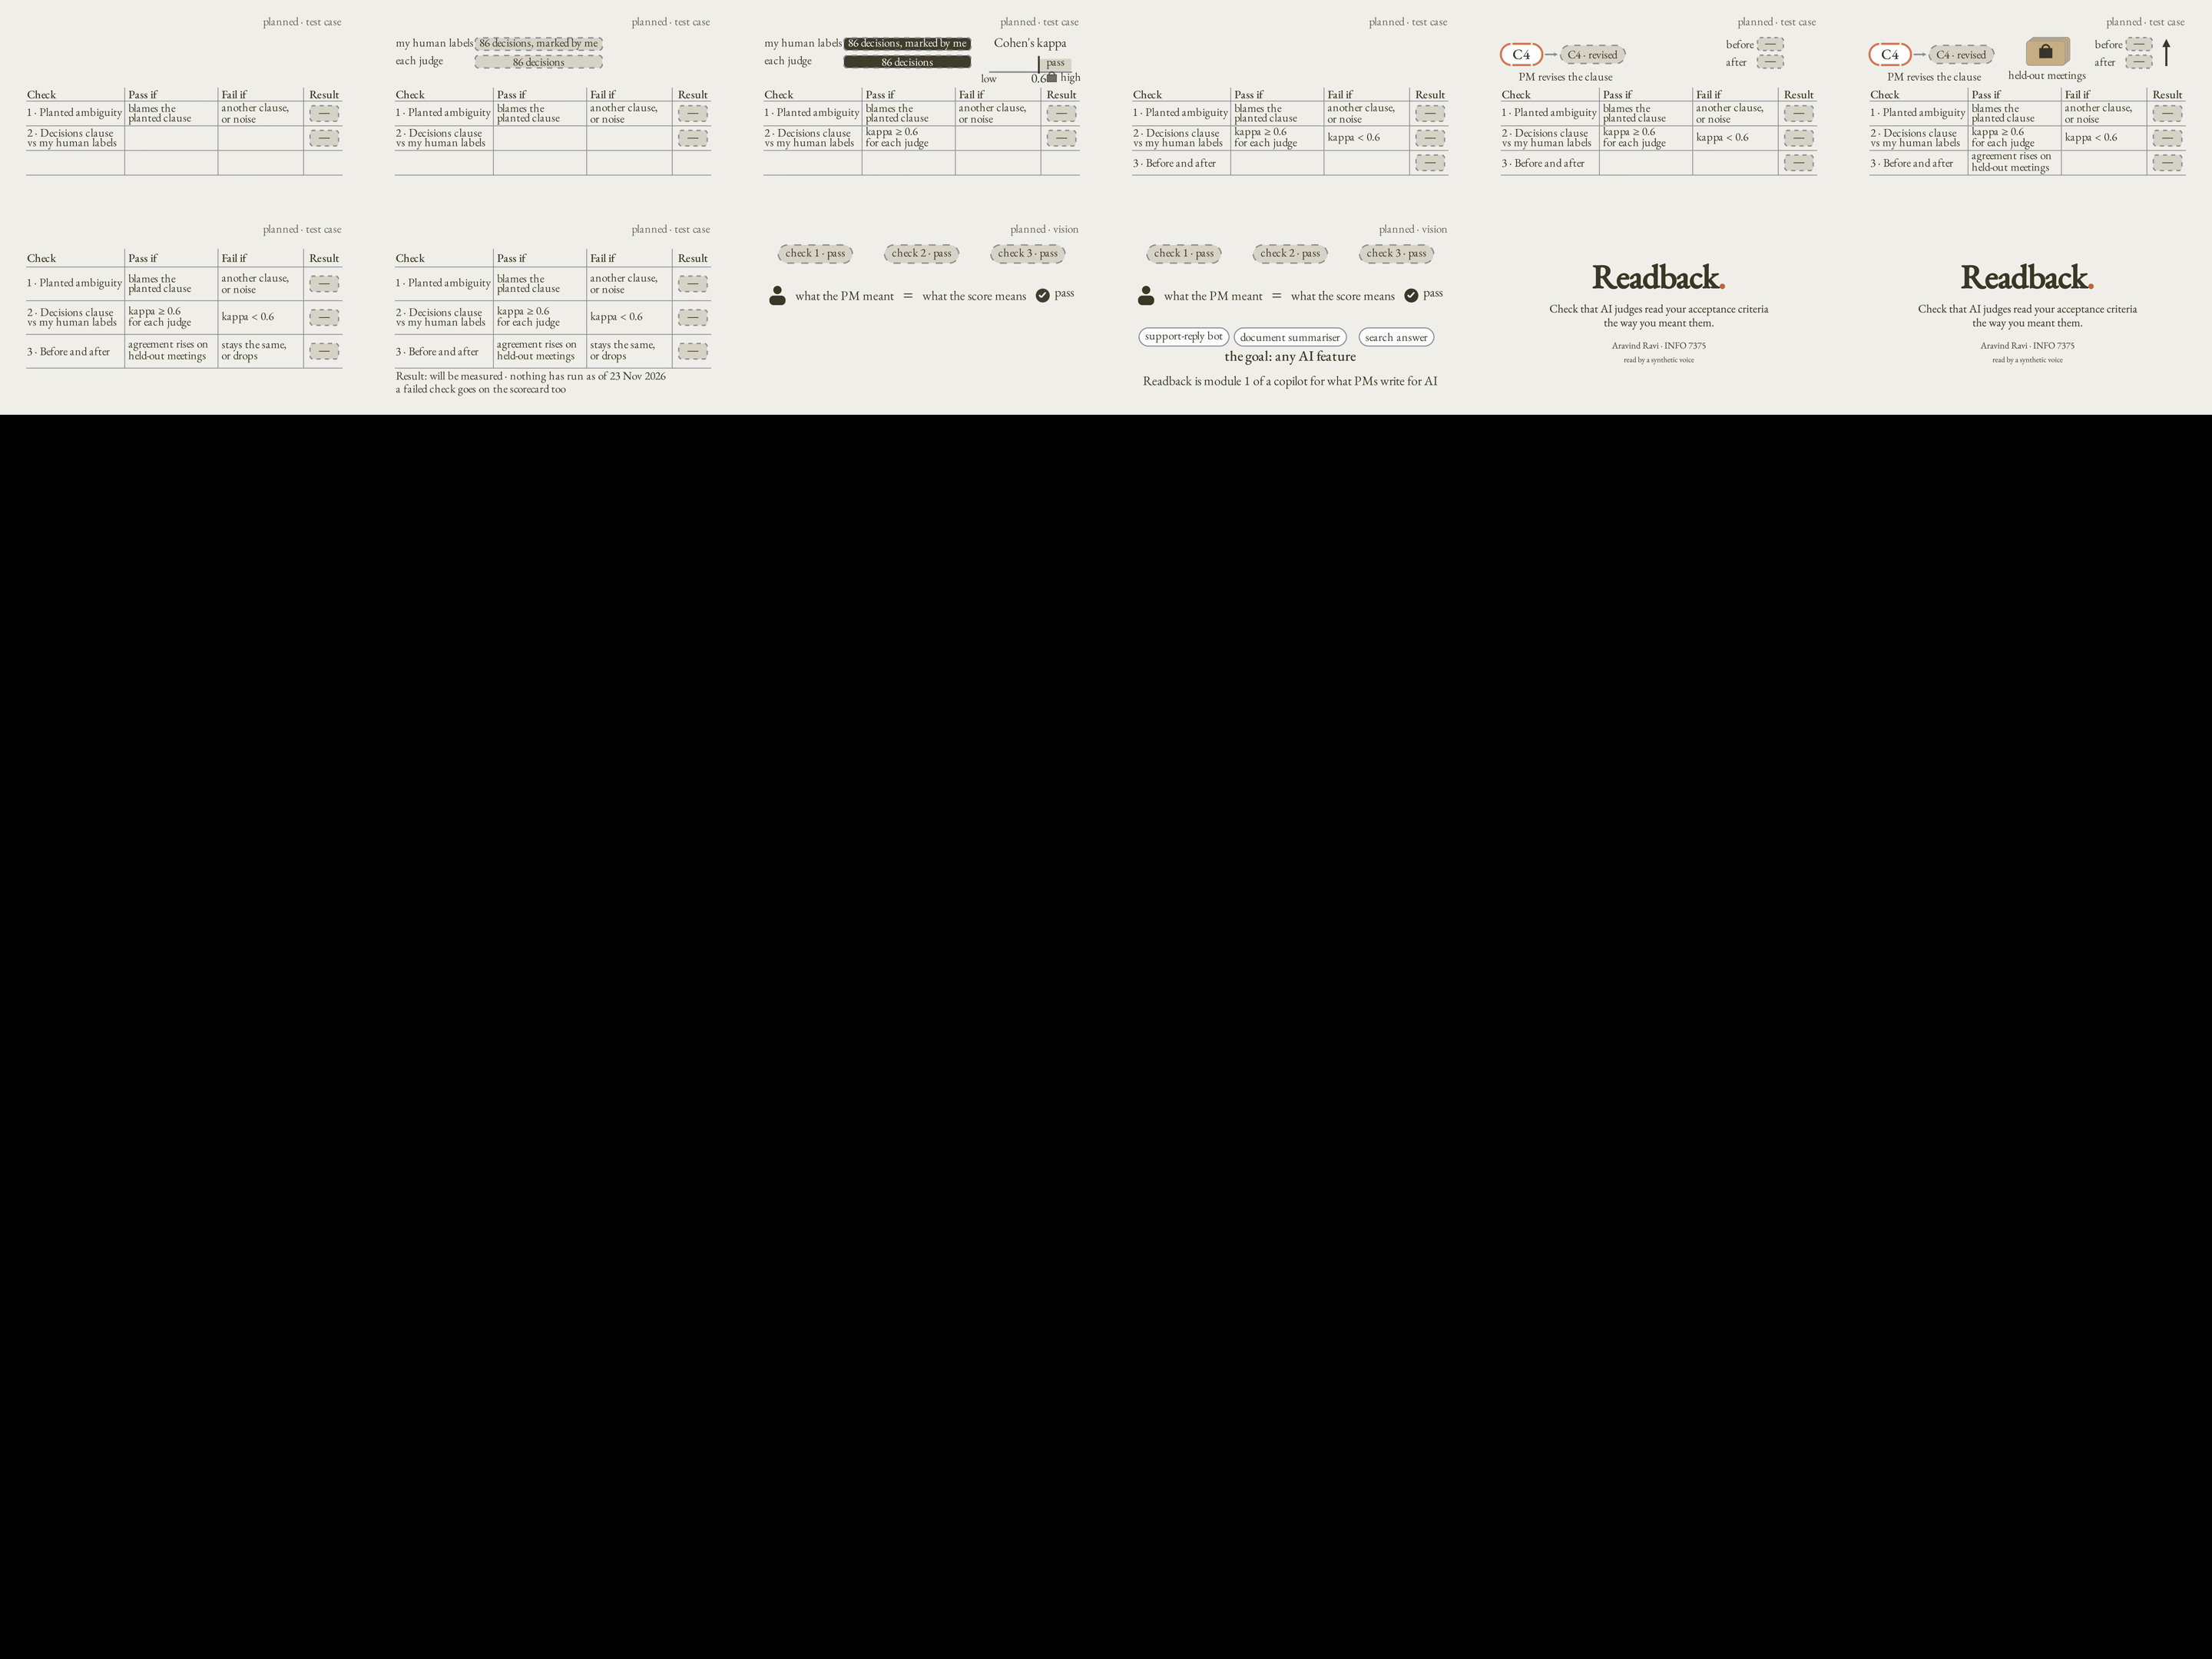 planned · test case
Check Pass if Fail if Result
1 · Planted ambiguity blames the planted clause another clause, or noise —
2 · Decisions clause vs my human labels —
planned · test case
my human labels 86 decisions, marked by me
each judge 86 decisions
Check Pass if Fail if Result
1 · Planted ambiguity blames the planted clause another clause, or noise —
2 · Decisions clause vs my human labels —
planned · test case
my human labels 86 decisions, marked by me Cohen's kappa
each judge 86 decisions pass
low 0.6 high
Check Pass if Fail if Result
1 · Planted ambiguity blames the planted clause another clause, or noise —
2 · Decisions clause vs my human labels kappa ≥ 0.6 for each judge —
planned · test case
Check Pass if Fail if Result
1 · Planted ambiguity blames the planted clause another clause, or noise —
2 · Decisions clause vs my human labels kappa ≥ 0.6 for each judge kappa < 0.6 —
3 · Before and after —
planned · test case
C4 C4 · revised before —
PM revises the clause after —
Check Pass if Fail if Result
1 · Planted ambiguity blames the planted clause another clause, or noise —
2 · Decisions clause vs my human labels kappa ≥ 0.6 for each judge kappa < 0.6 —
3 · Before and after —
planned · test case
C4 C4 · revised before —
after —
PM revises the clause held-out meetings
Check Pass if Fail if Result
1 · Planted ambiguity blames the planted clause another clause, or noise —
2 · Decisions clause vs my human labels kappa ≥ 0.6 for each judge kappa < 0.6 —
3 · Before and after agreement rises on held-out meetings —
planned · test case
Check Pass if Fail if Result
1 · Planted ambiguity blames the planted clause another clause, or noise —
2 · Decisions clause vs my human labels kappa ≥ 0.6 for each judge kappa < 0.6 —
3 · Before and after agreement rises on held-out meetings stays the same, or drops —
planned · test case
Check Pass if Fail if Result
1 · Planted ambiguity blames the planted clause another clause, or noise —
2 · Decisions clause vs my human labels kappa ≥ 0.6 for each judge kappa < 0.6 —
3 · Before and after agreement rises on held-out meetings stays the same, or drops —
Result: will be measured · nothing has run as of 23 Nov 2026
a failed check goes on the scorecard too
planned · vision
check 1 · pass check 2 · pass check 3 · pass
what the PM meant = what the score means pass
planned · vision
check 1 · pass check 2 · pass check 3 · pass
what the PM meant = what the score means pass
support-reply bot document summariser search answer
the goal: any AI feature
Readback is module 1 of a copilot for what PMs write for AI
Readback.
Check that AI judges read your acceptance criteria
the way you meant them.
Aravind Ravi · INFO 7375
read by a synthetic voice
Readback.
Check that AI judges read your acceptance criteria
the way you meant them.
Aravind Ravi · INFO 7375
read by a synthetic voice